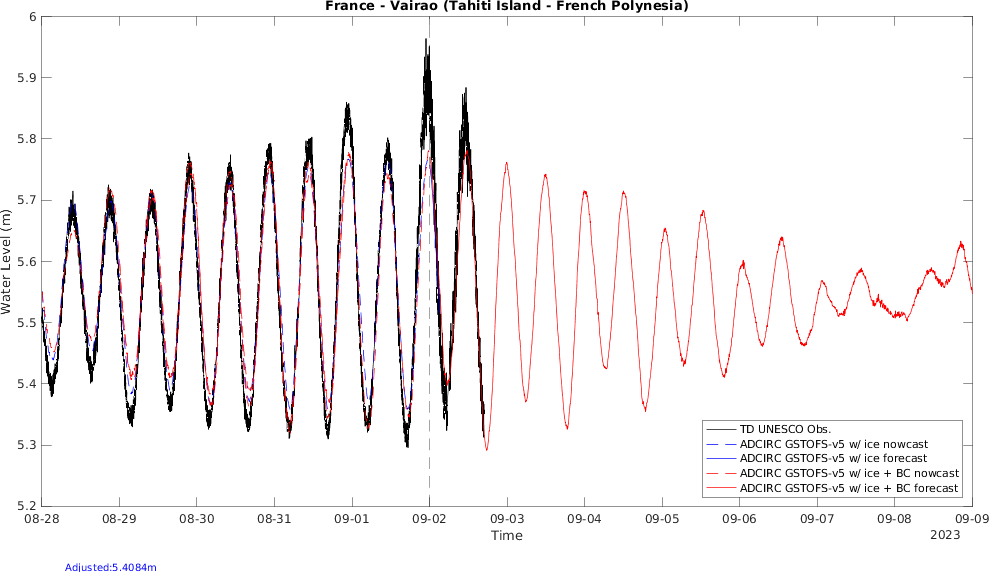 France - Vairao (Tahiti Island - French Polynesia)
6
5.9
5.8
5.7
5.6
5.5
5.4
5.3
5.2
Water Level (m)
TD UNESCO Obs.
ADCIRC GSTOFS-v5 w/ ice nowcast
ADCIRC GSTOFS-v5 w/ ice forecast
ADCIRC GSTOFS-v5 w/ ice + BC nowcast
ADCIRC GSTOFS-v5 w/ ice + BC forecast
08-28 08-29 08-30 08-31 09-01 09-02 09-03 09-04 09-05 09-06 09-07 09-08 09-09
Time 2023
Adjusted:5.4084m